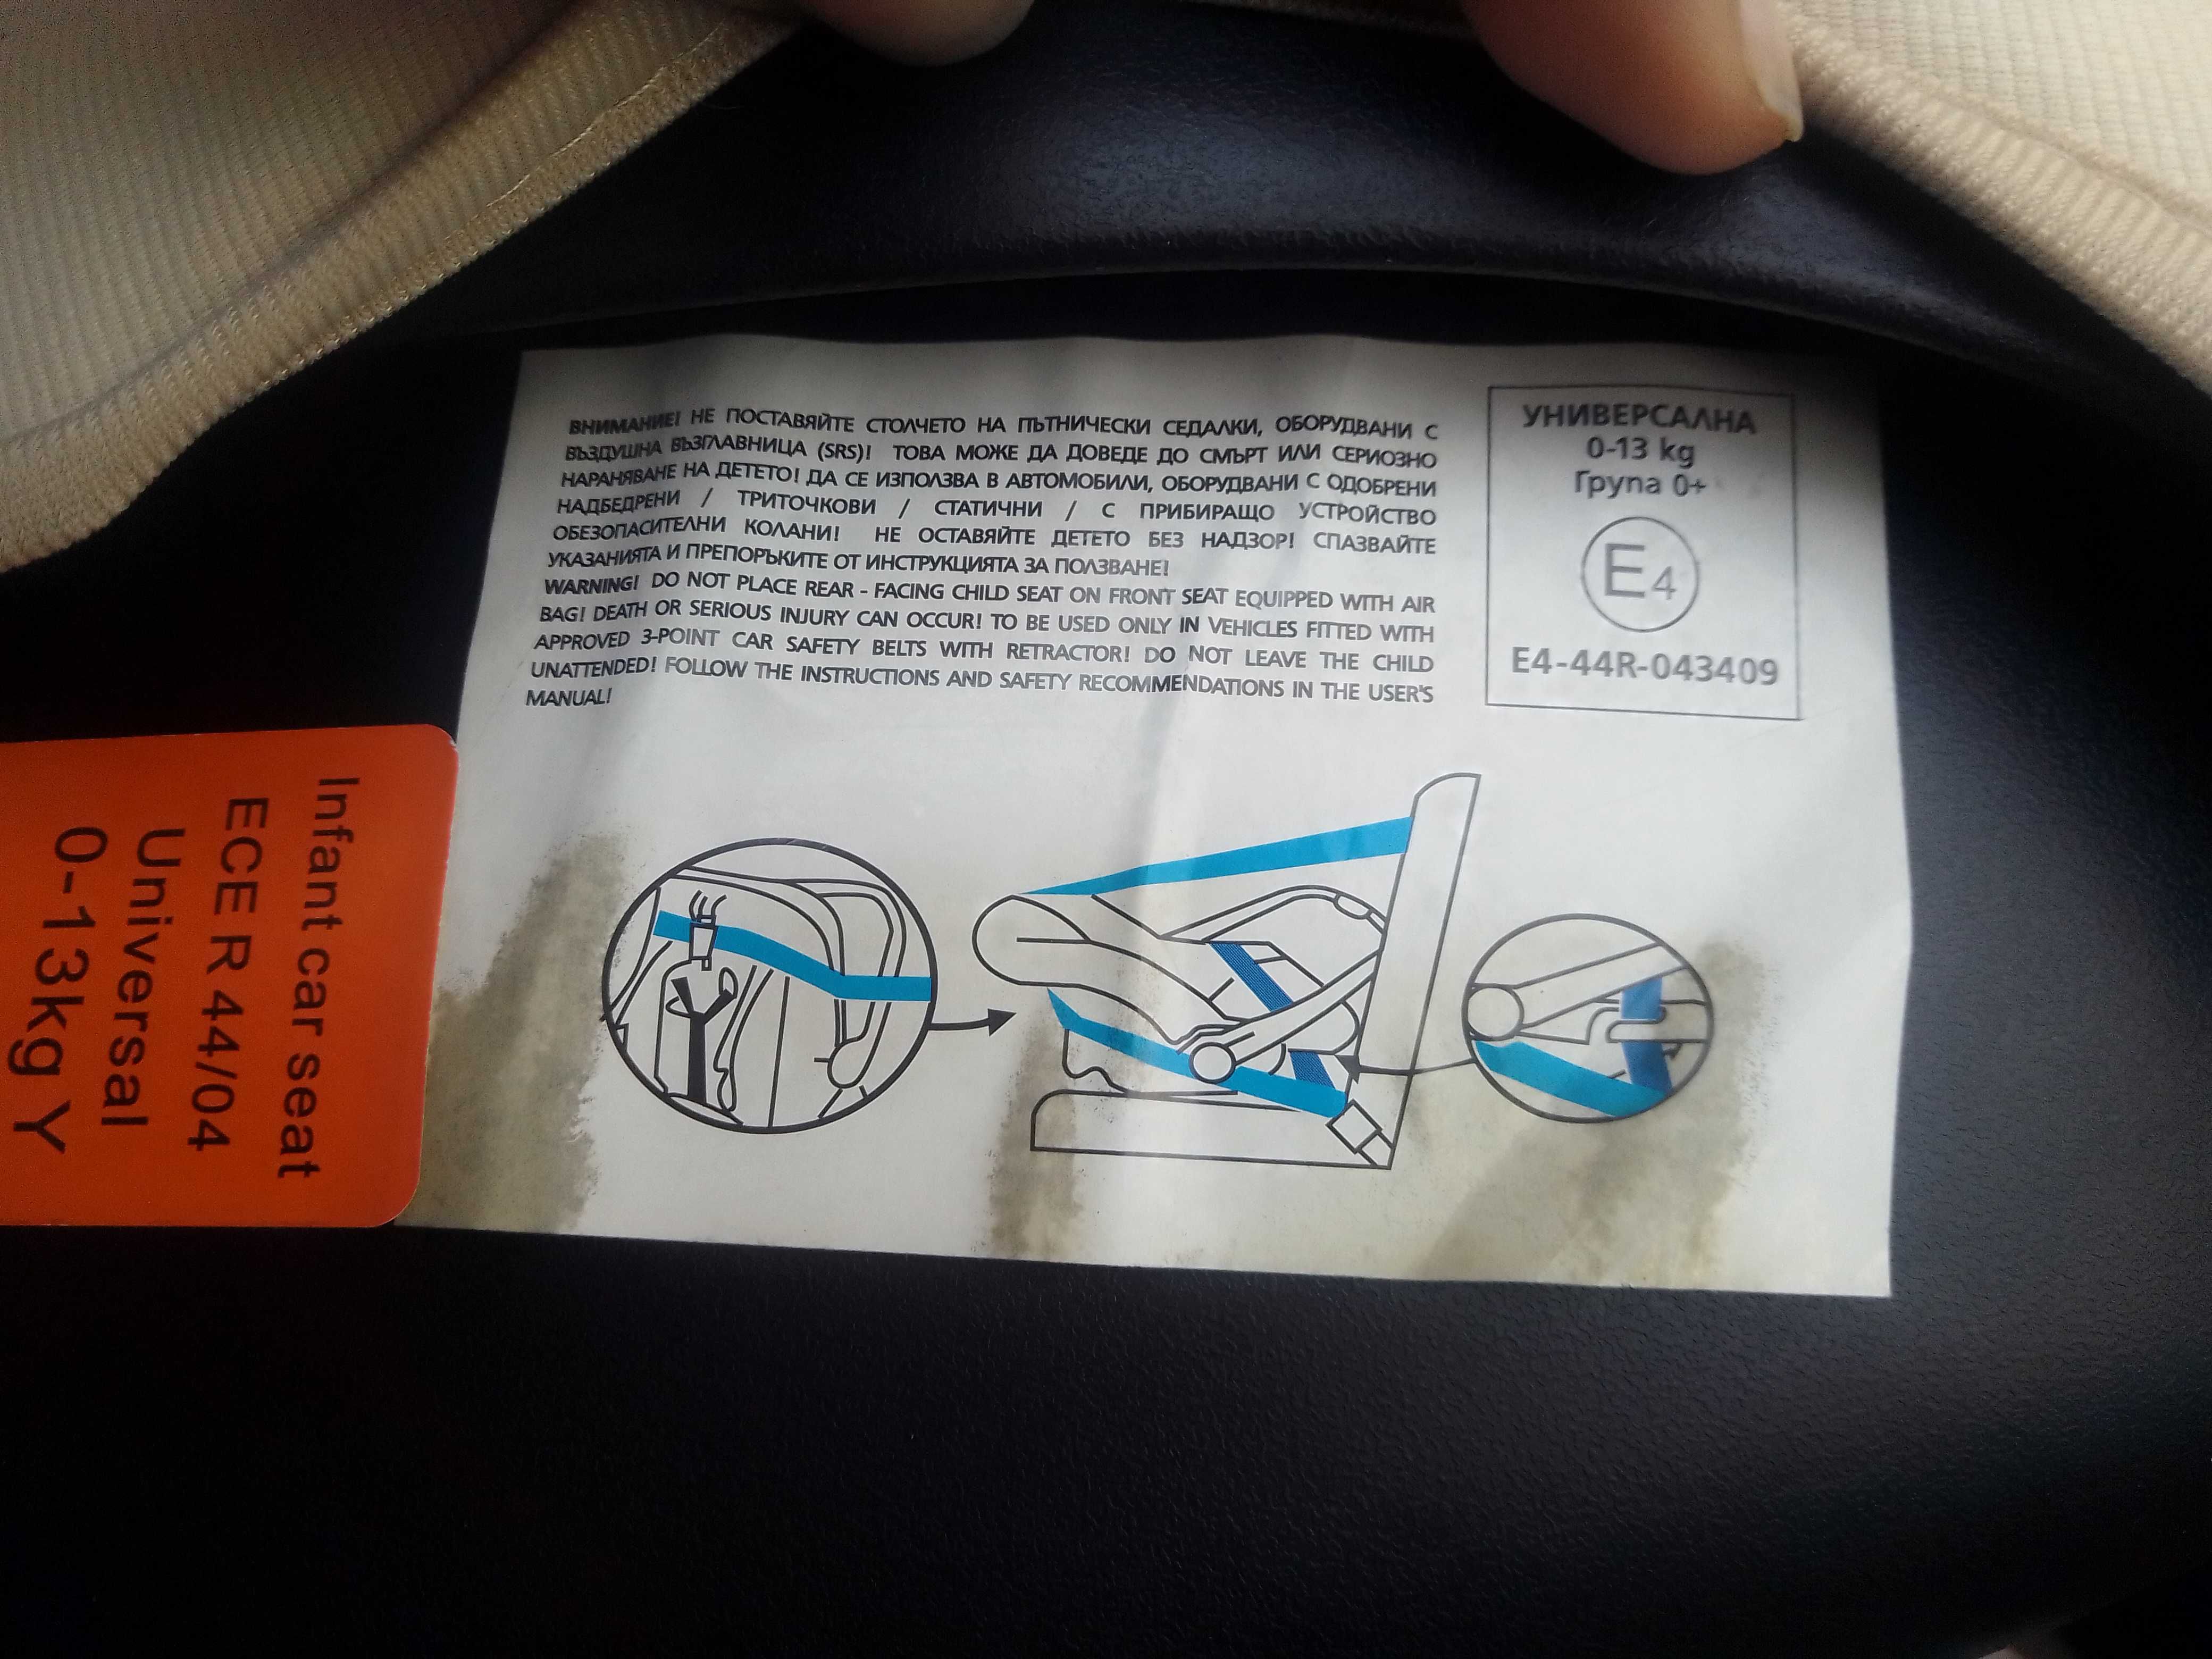 ВНИМАНИЕ! НЕ ПОСТАВЯЙТЕ СТОЛЧЕТО НА ПЪТНИЧЕСКИ СЕДАЛКИ, ОБОРУДВАНИ С
ВЪЗДУШНА ВЪЗГЛАВНИЦА (SRS)! ТОВА МОЖЕ ДА ДОВЕДЕ ДО СМЪРТ ИЛИ СЕРИОЗНО
НАРАНЯВАНЕ НА ДЕТЕТО! ДА СЕ ИЗПОЛЗВА В АВТОМОБИЛИ, ОБОРУДВАНИ С ОДОБРЕНИ
НАДБЕДРЕНИ / ТРИТОЧКОВИ / СТАТИЧНИ / С ПРИБИРАЩО УСТРОЙСТВО
ОБЕЗОПАСИТЕЛНИ КОЛАНИ! НЕ ОСТАВЯЙТЕ ДЕТЕТО БЕЗ НАДЗОР! СПАЗВАЙТЕ
УКАЗАНИЯТА И ПРЕПОРЪКИТЕ ОТ ИНСТРУКЦИЯТА ЗА ПОЛЗВАНЕ!
WARNING! DO NOT PLACE REAR - FACING CHILD SEAT ON FRONT SEAT EQUIPPED WITH AIR
BAG! DEATH OR SERIOUS INJURY CAN OCCUR! TO BE USED ONLY IN VEHICLES FITTED WITH
APPROVED 3-POINT CAR SAFETY BELTS WITH RETRACTOR! DO NOT LEAVE THE CHILD
UNATTENDED! FOLLOW THE INSTRUCTIONS AND SAFETY RECOMMENDATIONS IN THE USER'S
MANUAL!
УНИВЕРСАЛНА
0-13 kg
Група 0+
E4
E4-44R-043409
Infant car seat
ECE R 44/04
Universal
0-13kg Y